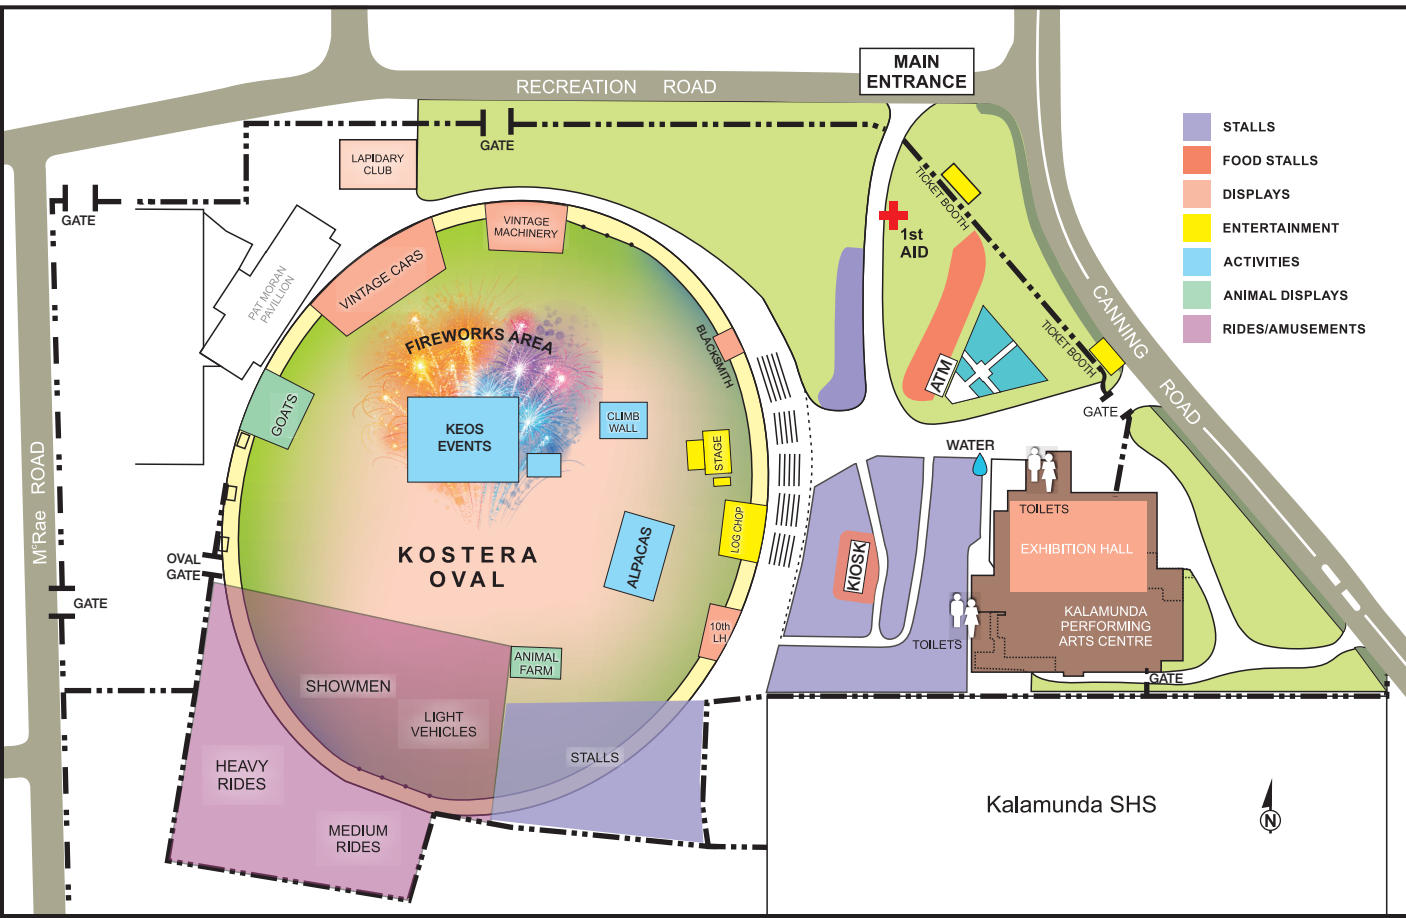 MAIN
ENTRANCE
RECREATION ROAD
GATE
LAPIDARY
CLUB
GATE
TICKET BOOTH
1st
AID
VINTAGE
MACHINERY
VINTAGE CARS
PAT MORAN
PAVILLION
FIREWORKS AREA
BLACKSMITH
CANNING ROAD
TICKET BOOTH
ATM
GATE
GOATS
KEOS
EVENTS
CLIMB
WALL
STAGE
WATER
TOILETS
LOG CHOP
McRae ROAD
OVAL
GATE
KOSTERA
OVAL
ALPACAS
KIOSK
EXHIBITION HALL
GATE
10th
LH
KALAMUNDA
PERFORMING
ARTS CENTRE
TOILETS
GATE
ANIMAL
FARM
SHOWMEN
LIGHT
VEHICLES
STALLS
HEAVY
RIDES
MEDIUM
RIDES
Kalamunda SHS
N
STALLS
FOOD STALLS
DISPLAYS
ENTERTAINMENT
ACTIVITIES
ANIMAL DISPLAYS
RIDES/AMUSEMENTS